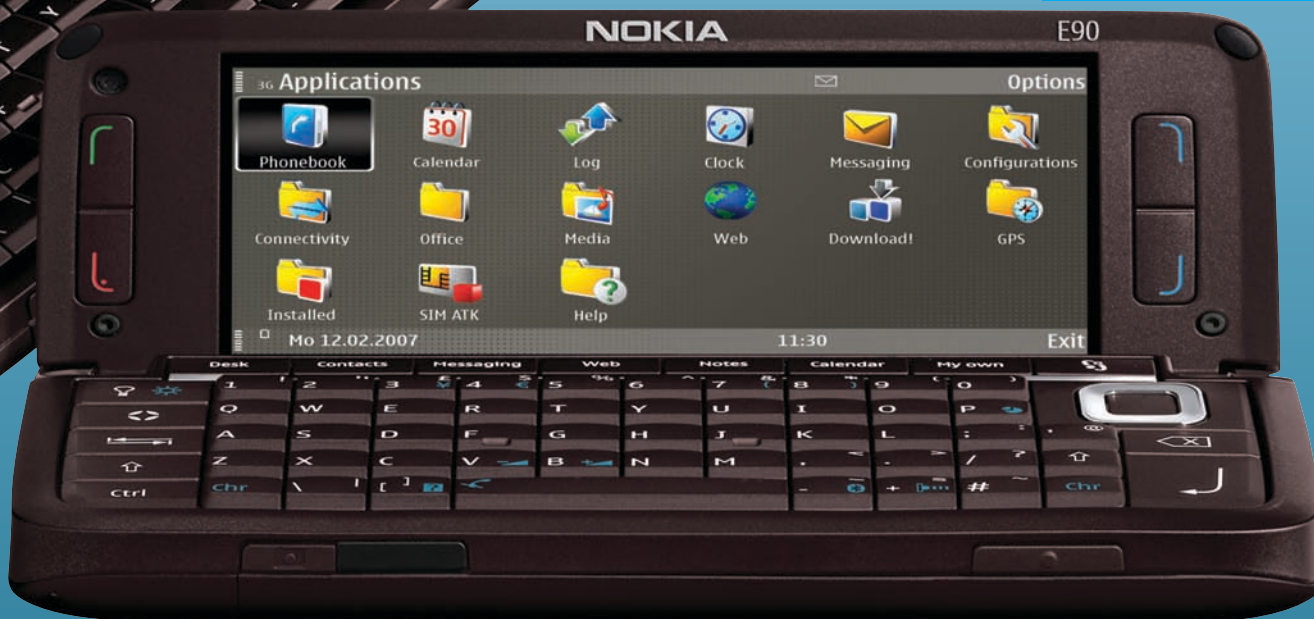 NOKIA E90
3G Applications Options
Phonebook Calendar Log Clock Messaging Configurations
Connectivity Office Media Web Download! GPS
Installed SIM ATK Help
Mo 12.02.2007 11:30 Exit
Desk Contacts Messaging Web Notes Calendar My own
1 ! 2 " 3 ¥ £ 4 € $ 5 % 6 ^ 7 & 8 * 9 ( 0 )
Q W E R T Y U I O P
A S D F G H J K L ; : ' @
Z X C V B N M , < . > / ?
Ctrl Chr \ | [ ] - _ + = # ~ Chr